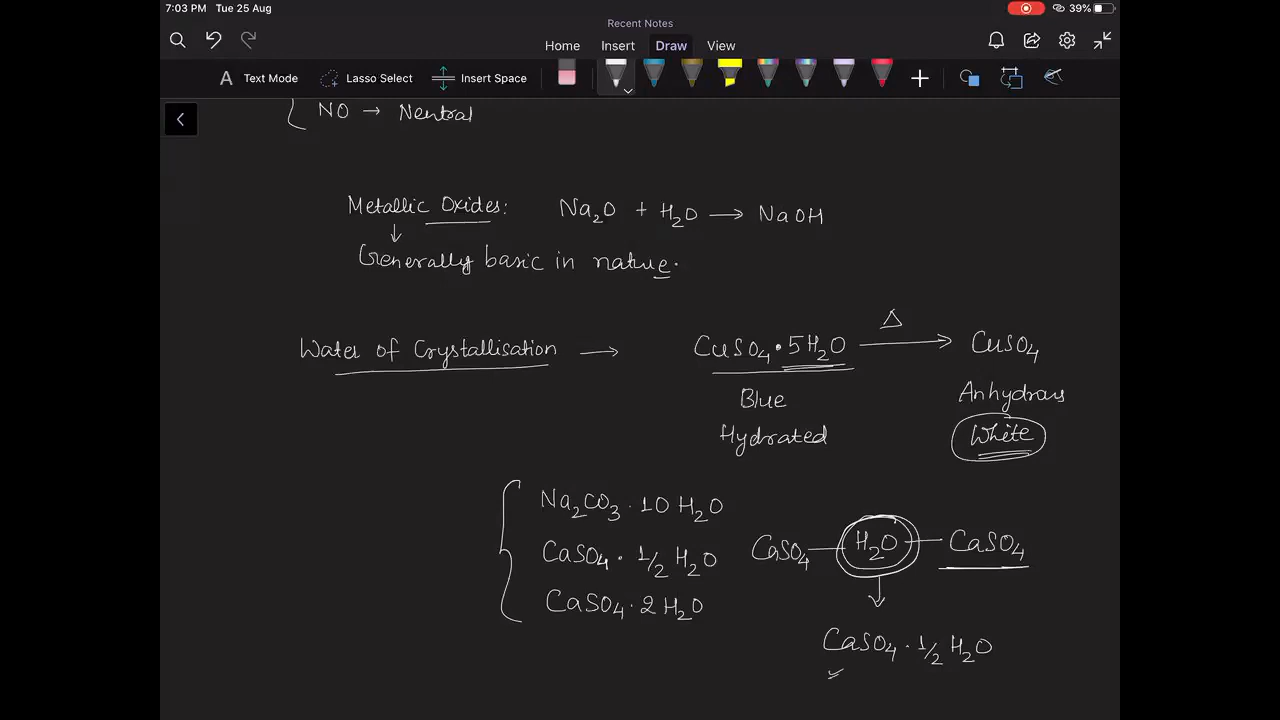 7:03 PM Tue 25 Aug
39%
Recent Notes
Home Insert Draw View
A Text Mode Lasso Select Insert Space
NO → Neutral
Metallic Oxides: Na₂O + H₂O → NaOH
↓
Generally basic in nature.
Δ
Water of Crystallisation → CuSO₄·5H₂O → CuSO₄
Blue Anhydrous
Hydrated White
Na₂CO₃·10 H₂O
CaSO₄ — H₂O — CaSO₄
CaSO₄·1/2 H₂O
↓
CaSO₄·2H₂O
CaSO₄·1/2 H₂O